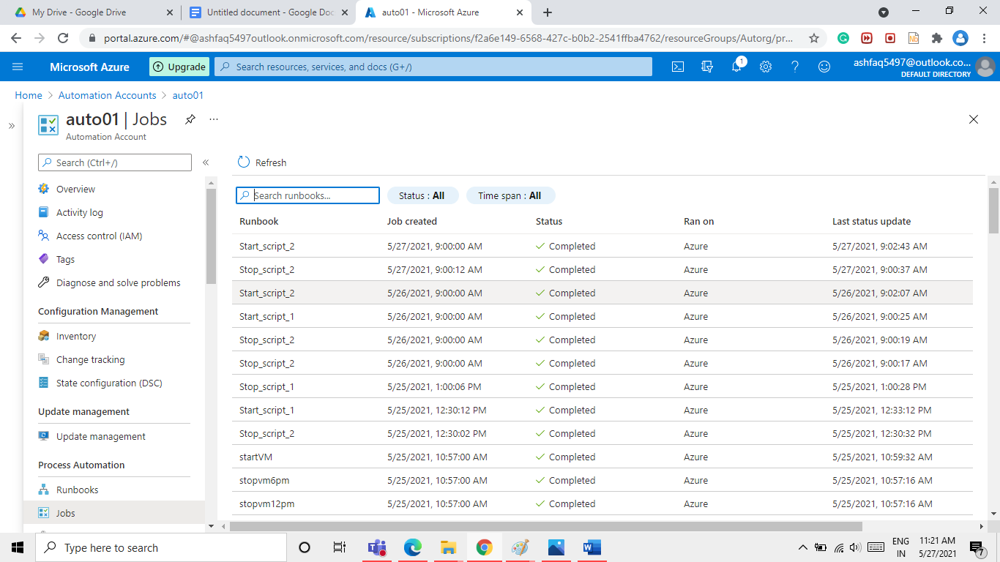 My Drive - Google Drive
Untitled document - Google Doc
auto01 - Microsoft Azure
portal.azure.com/#@ashfaq5497outlook.onmicrosoft.com/resource/subscriptions/f2a6e149-6568-427c-b0b2-2541ffba4762/resourceGroups/Autorg/pr...
Microsoft Azure
Upgrade
Search resources, services, and docs (G+/)
1
ashfaq5497@outlook.co...
DEFAULT DIRECTORY
Home > Automation Accounts > auto01
auto01 | Jobs
Automation Account
Search (Ctrl+/)
Overview
Activity log
Access control (IAM)
Tags
Diagnose and solve problems
Configuration Management
Inventory
Change tracking
State configuration (DSC)
Update management
Update management
Process Automation
Runbooks
Jobs
Refresh
Search runbooks...
Status : All
Time span : All
Runbook Job created Status Ran on Last status update
Start_script_2 5/27/2021, 9:00:00 AM Completed Azure 5/27/2021, 9:02:43 AM
Stop_script_2 5/27/2021, 9:00:12 AM Completed Azure 5/27/2021, 9:00:37 AM
Start_script_2 5/26/2021, 9:00:00 AM Completed Azure 5/26/2021, 9:02:07 AM
Start_script_1 5/26/2021, 9:00:00 AM Completed Azure 5/26/2021, 9:00:25 AM
Stop_script_2 5/26/2021, 9:00:00 AM Completed Azure 5/26/2021, 9:00:19 AM
Stop_script_2 5/26/2021, 9:00:00 AM Completed Azure 5/26/2021, 9:00:17 AM
Stop_script_1 5/25/2021, 1:00:06 PM Completed Azure 5/25/2021, 1:00:28 PM
Start_script_1 5/25/2021, 12:30:12 PM Completed Azure 5/25/2021, 12:33:12 PM
Stop_script_2 5/25/2021, 12:30:02 PM Completed Azure 5/25/2021, 12:30:32 PM
startVM 5/25/2021, 10:57:00 AM Completed Azure 5/25/2021, 10:59:32 AM
stopvm6pm 5/25/2021, 10:57:00 AM Completed Azure 5/25/2021, 10:57:16 AM
stopvm12pm 5/25/2021, 10:57:00 AM Completed Azure 5/25/2021, 10:57:16 AM
Type here to search
ENG
IN
11:21 AM
5/27/2021
7